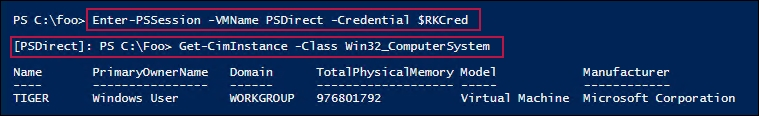 PS C:\foo> Enter-PSSession -VMName PSDirect -Credential $RKCred
[PSDirect]: PS C:\Foo> Get-CimInstance -Class Win32_ComputerSystem
Name PrimaryOwnerName Domain TotalPhysicalMemory Model Manufacturer
---- ---------------- ------ ------------------- ----- ------------
TIGER Windows User WORKGROUP 976801792 Virtual Machine Microsoft Corporation